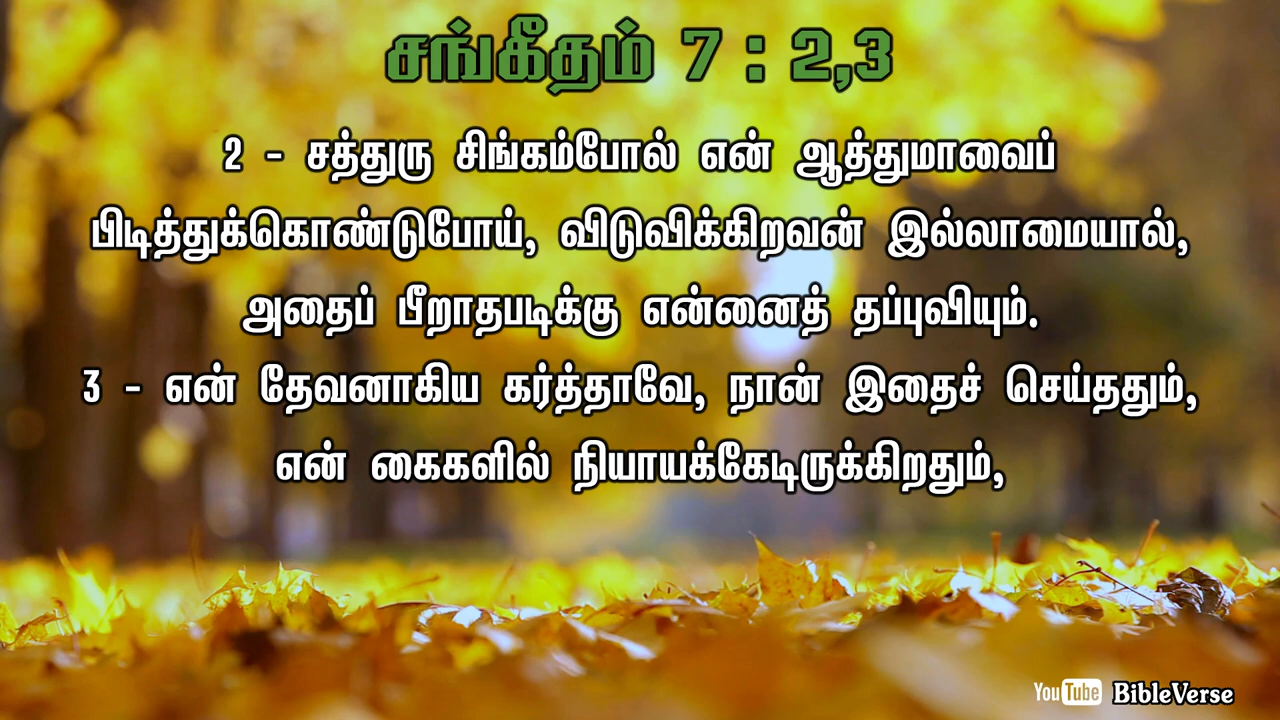 சங்கீதம் 7 : 2,3
2 - சத்துரு சிங்கம்போல் என் ஆத்துமாவைப்
பிடித்துக்கொண்டுபோய், விடுவிக்கிறவன் இல்லாமையால்,
அதைப் பீறாதபடிக்கு என்னைத் தப்புவியும்.
3 - என் தேவனாகிய கர்த்தாவே, நான் இதைச் செய்ததும்,
என் கைகளில் நியாயக்கேடிருக்கிறதும்,
YouTube BibleVerse